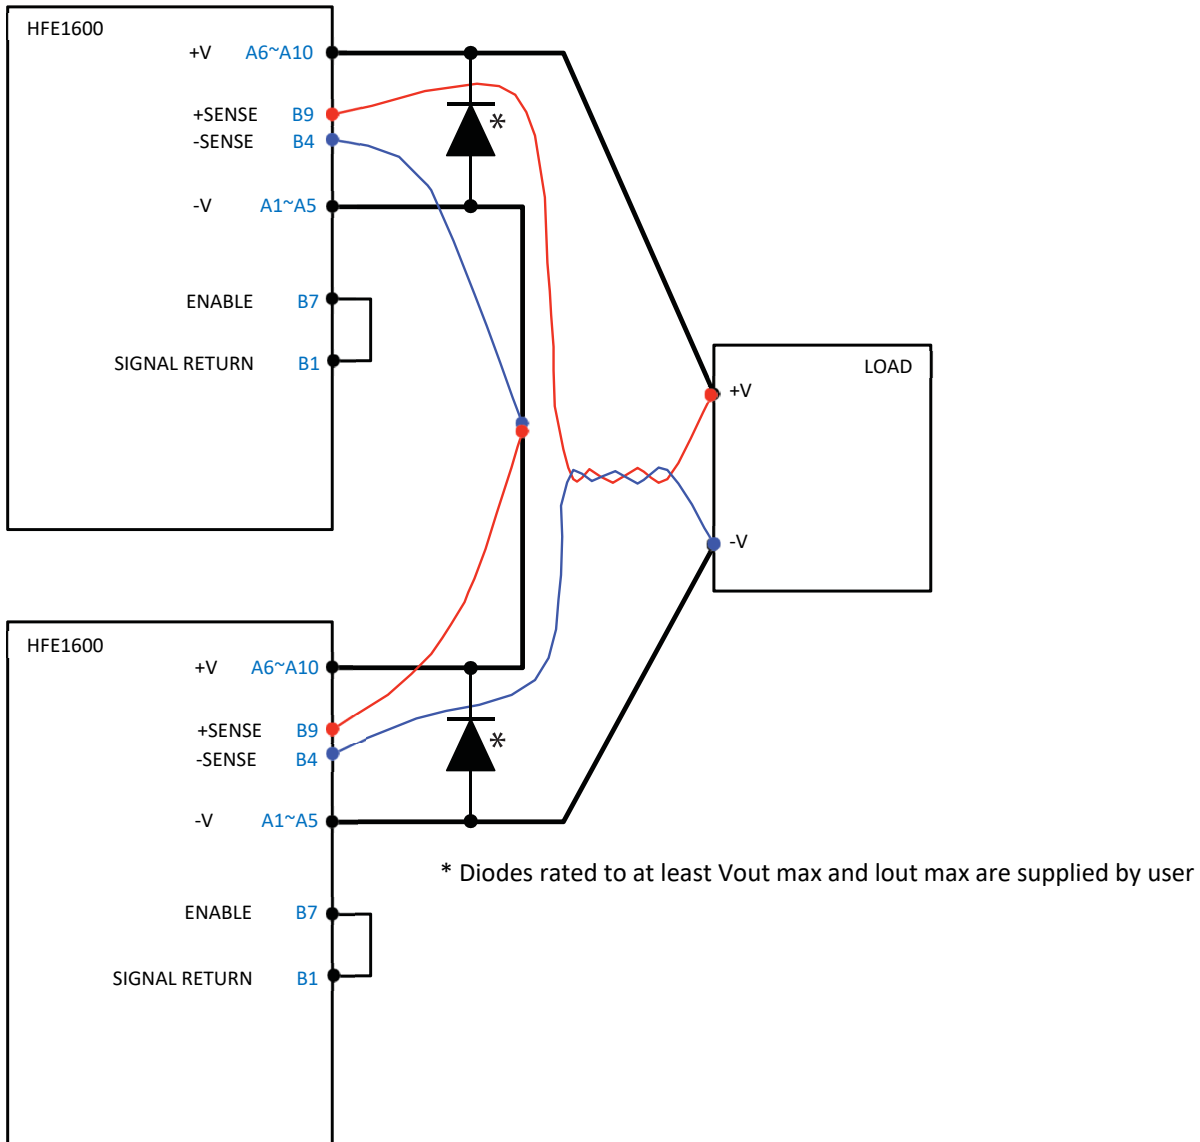 HFE1600
+V A6~A10
* 
+SENSE B9
-SENSE B4
-V A1~A5
ENABLE B7
SIGNAL RETURN B1
LOAD
+V
-V
HFE1600
+V A6~A10
+SENSE B9
*
-SENSE B4
-V A1~A5
* Diodes rated to at least Vout max and Iout max are supplied by user
ENABLE B7
SIGNAL RETURN B1